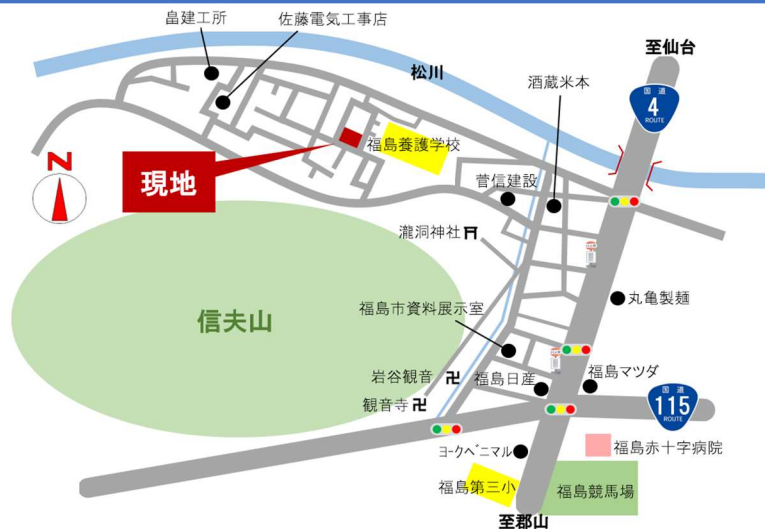 畠建工所
佐藤電気工事店
至仙台
松川
酒蔵米本
国道
4
ROUTE
福島養護学校
N
現地
菅信建設
瀧洞神社
信夫山
丸亀製麺
福島市資料展示室
岩谷観音 卍
福島日産
福島マツダ
観音寺 卍
国道
115
ROUTE
ヨークベニマル
福島赤十字病院
福島第三小
福島競馬場
至郡山